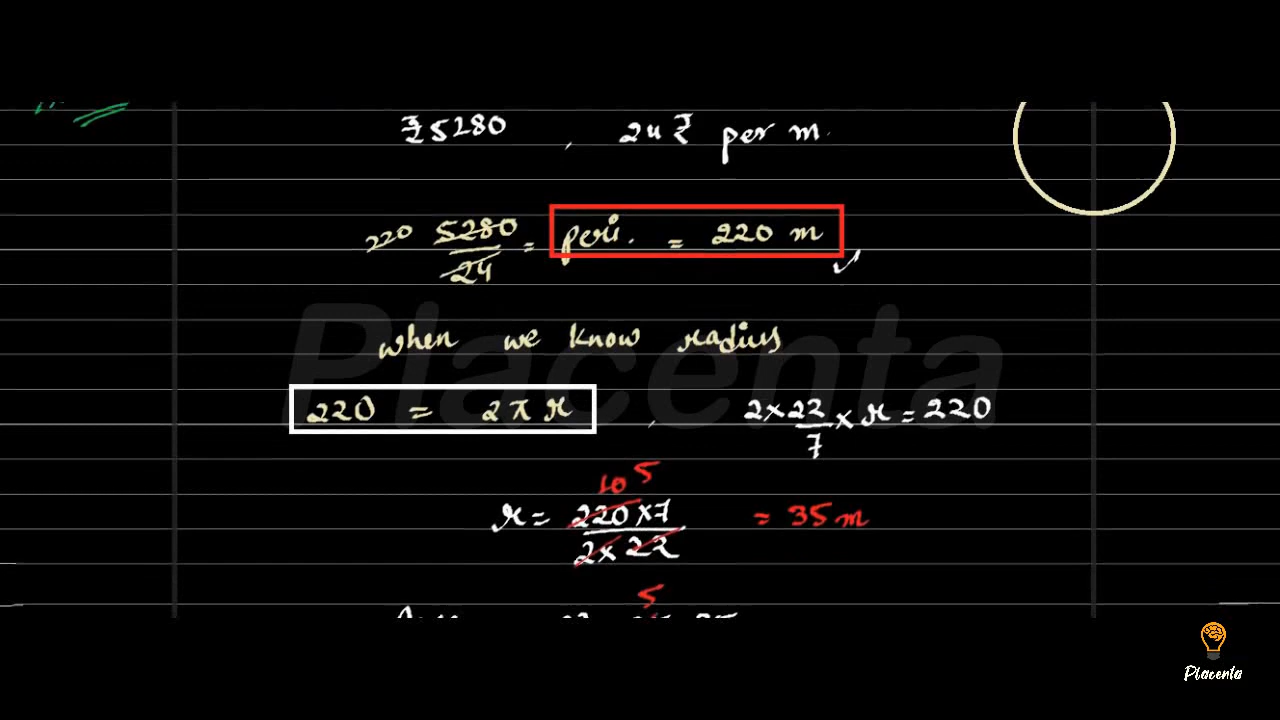 ₹5280 , 24 ₹ per m.
220 5280/24 = peri. = 220 m
when we know radius
220 = 2πr , 2×22/7 × r = 220
10 5
r = 220×7/2×22 = 35 m
5
Placenta
Placenta